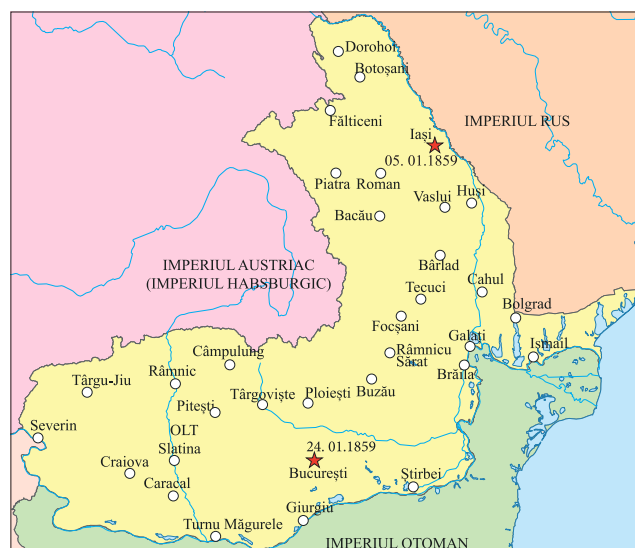 Dorohoi
Botoșani
Fălticeni
Iași
IMPERIUL RUS
05. 01.1859
Piatra
Roman
Vaslui
Huși
Bacău
IMPERIUL AUSTRIAC
(IMPERIUL HABSBURGIC)
Bârlad
Tecuci
Cahul
Bolgrad
Focșani
Galați
Ismail
Câmpulung
Râmnicu
Sărat
Brăila
Târgu-Jiu
Râmnic
Buzău
Târgoviște
Ploiești
Pitești
Severin
OLT
24. 01.1859
Slatina
București
Craiova
Știrbei
Caracal
Giurgiu
Turnu Măgurele
IMPERIUL OTOMAN